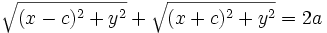 √((x − c)² + y²) + √((x + c)² + y²) = 2a